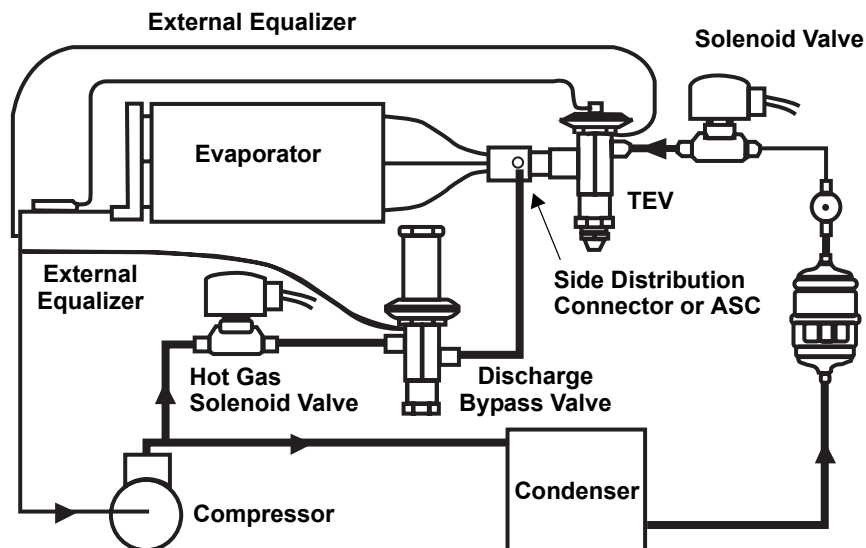 External Equalizer
Solenoid Valve
Evaporator
TEV
External
Equalizer
Side Distribution
Connector or ASC
Hot Gas
Solenoid Valve
Discharge
Bypass Valve
Condenser
Compressor